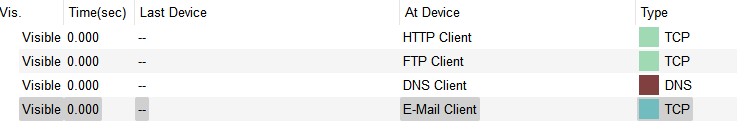 Vis. Time(sec) Last Device At Device Type
Visible 0.000 -- HTTP Client TCP
Visible 0.000 -- FTP Client TCP
Visible 0.000 -- DNS Client DNS
Visible 0.000 -- E-Mail Client TCP